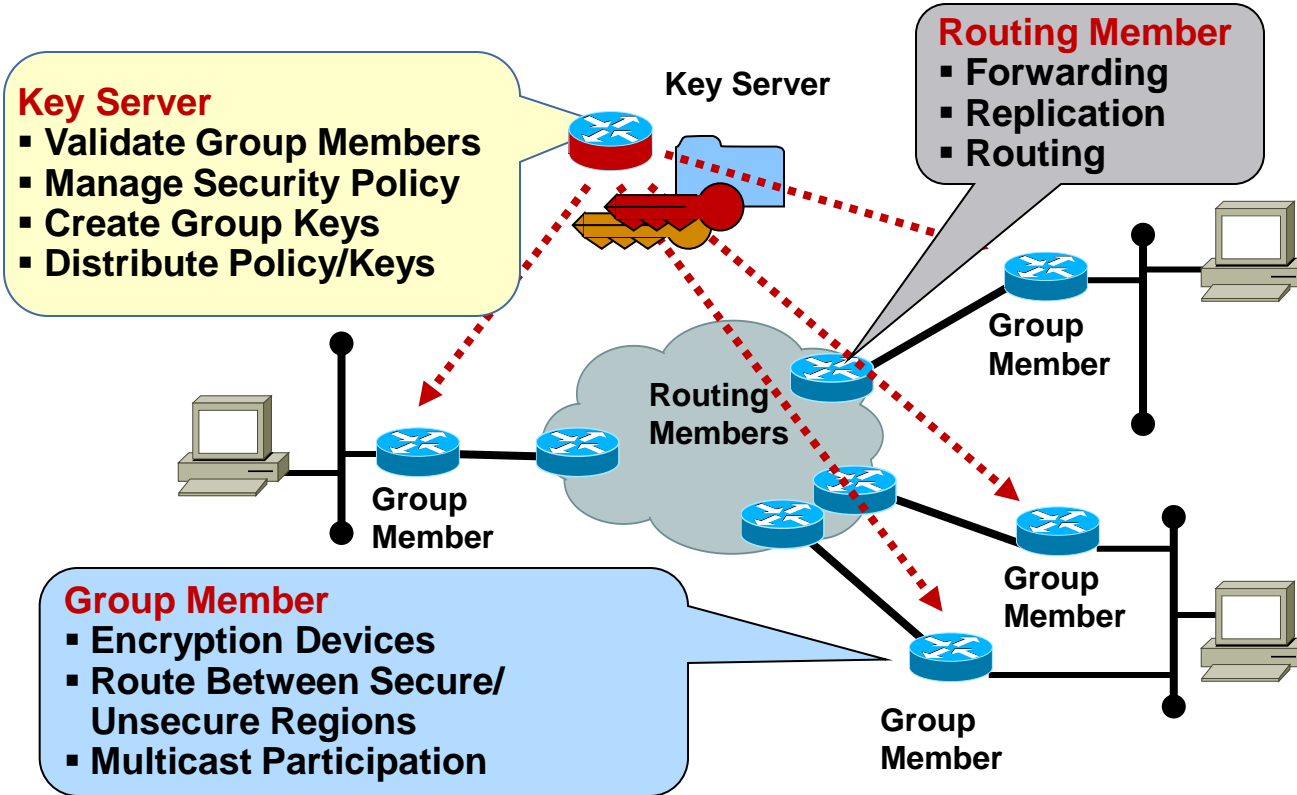 Key Server
▪ Validate Group Members
▪ Manage Security Policy
▪ Create Group Keys
▪ Distribute Policy/Keys
Key Server
Routing Member
▪ Forwarding
▪ Replication
▪ Routing
Group
Member
Routing
Members
Group
Member
Group
Member
Group Member
▪ Encryption Devices
▪ Route Between Secure/
Unsecure Regions
▪ Multicast Participation
Group
Member